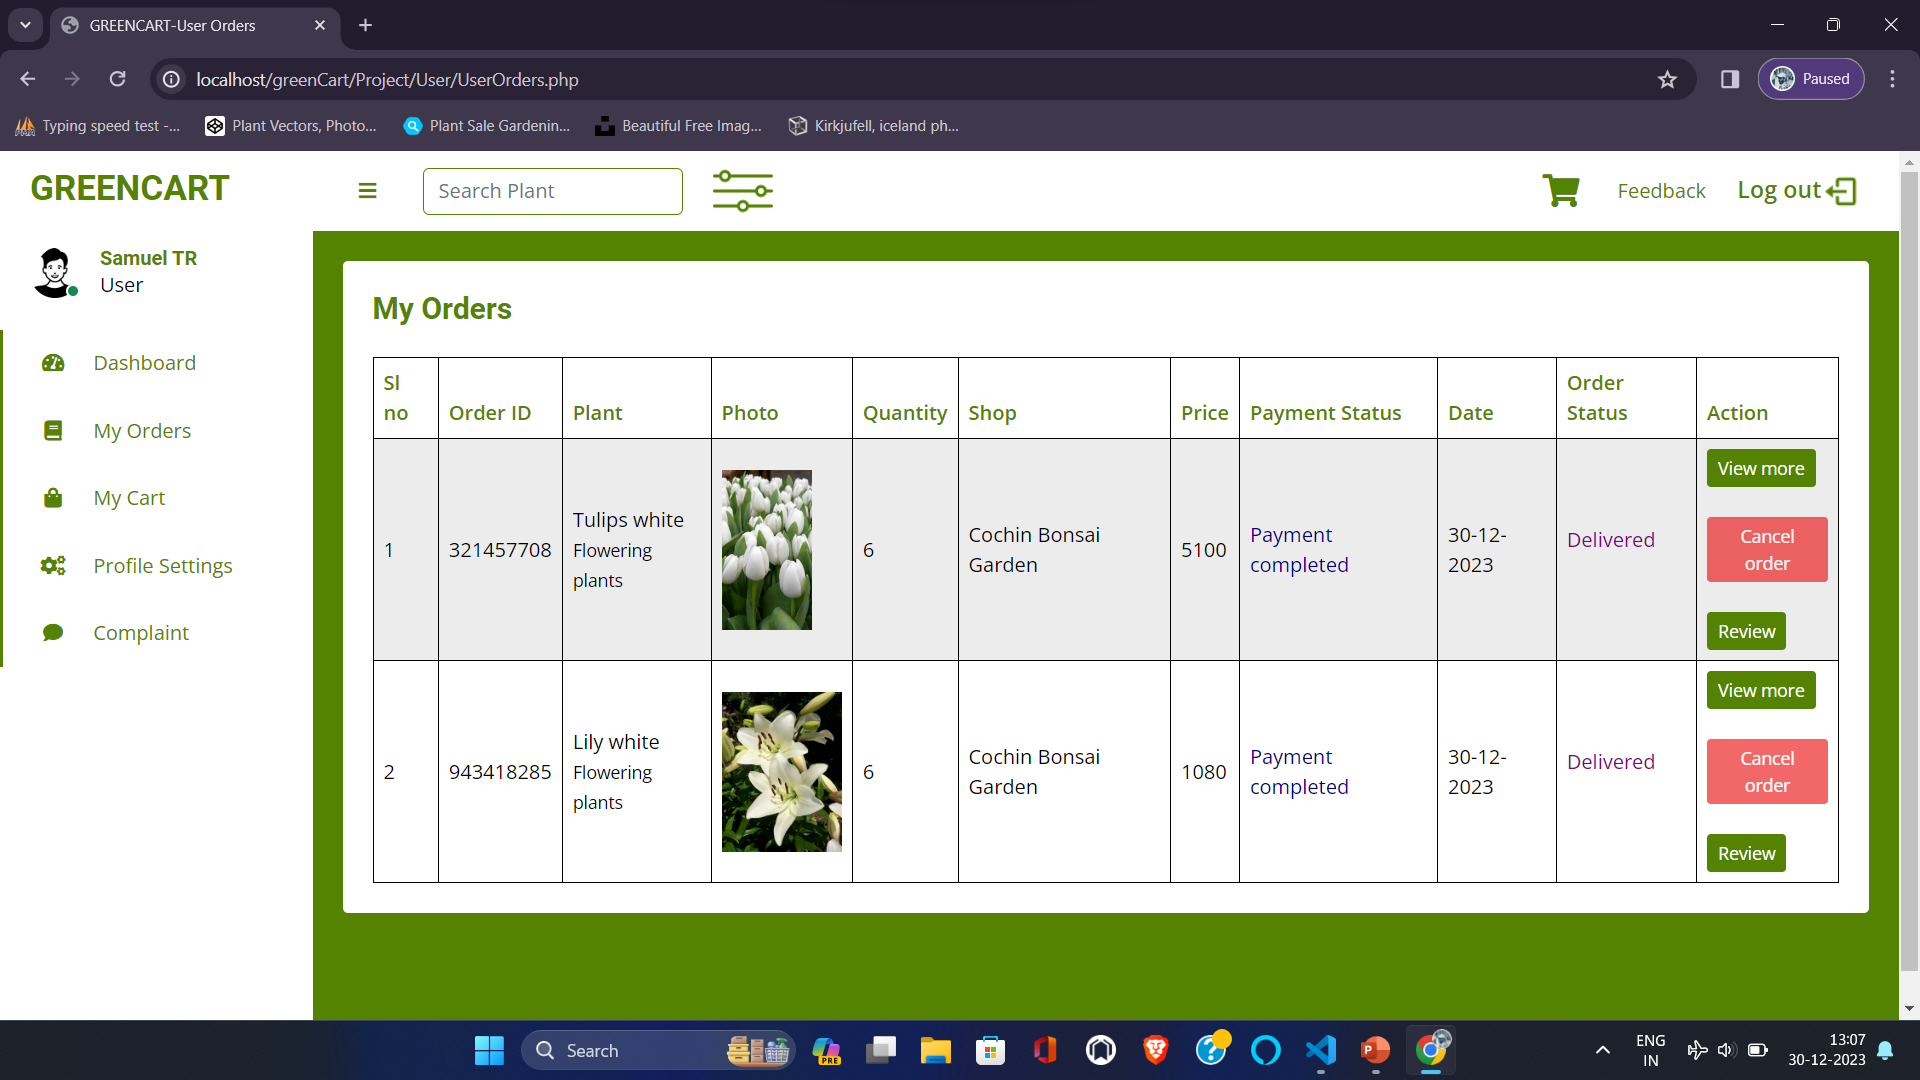 GREENCART-User Orders
localhost/greenCart/Project/User/UserOrders.php
Paused
Typing speed test -...
Plant Vectors, Photo...
Plant Sale Gardenin...
Beautiful Free Imag...
Kirkjufell, iceland ph...
GREENCART
Search Plant
Feedback
Log out
Samuel TR
User
Dashboard
My Orders
My Cart
Profile Settings
Complaint
My Orders
Sl no Order ID Plant Photo Quantity Shop Price Payment Status Date Order Status Action
1 321457708 Tulips white Flowering plants 6 Cochin Bonsai Garden 5100 Payment completed 30-12-2023 Delivered
View more
Cancel order
Review
2 943418285 Lily white Flowering plants 6 Cochin Bonsai Garden 1080 Payment completed 30-12-2023 Delivered
View more
Cancel order
Review
Search
PRE
ENG
IN
13:07
30-12-2023